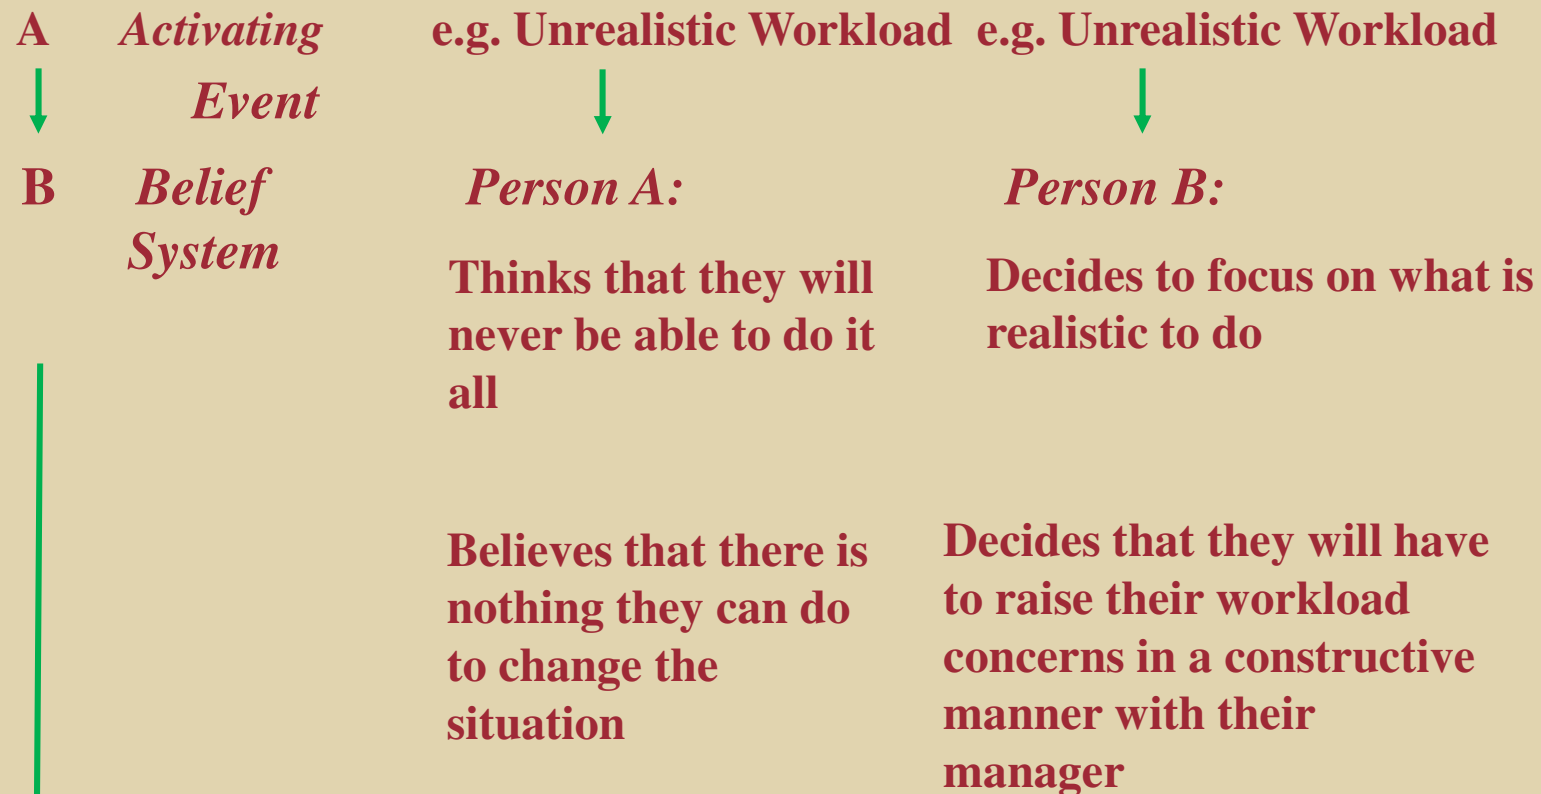 A Activating e.g. Unrealistic Workload e.g. Unrealistic Workload
Event
B Belief Person A: Person B:
System
Thinks that they will
never be able to do it
all
Decides to focus on what is
realistic to do
Believes that there is
nothing they can do
to change the
situation
Decides that they will have
to raise their workload
concerns in a constructive
manner with their
manager